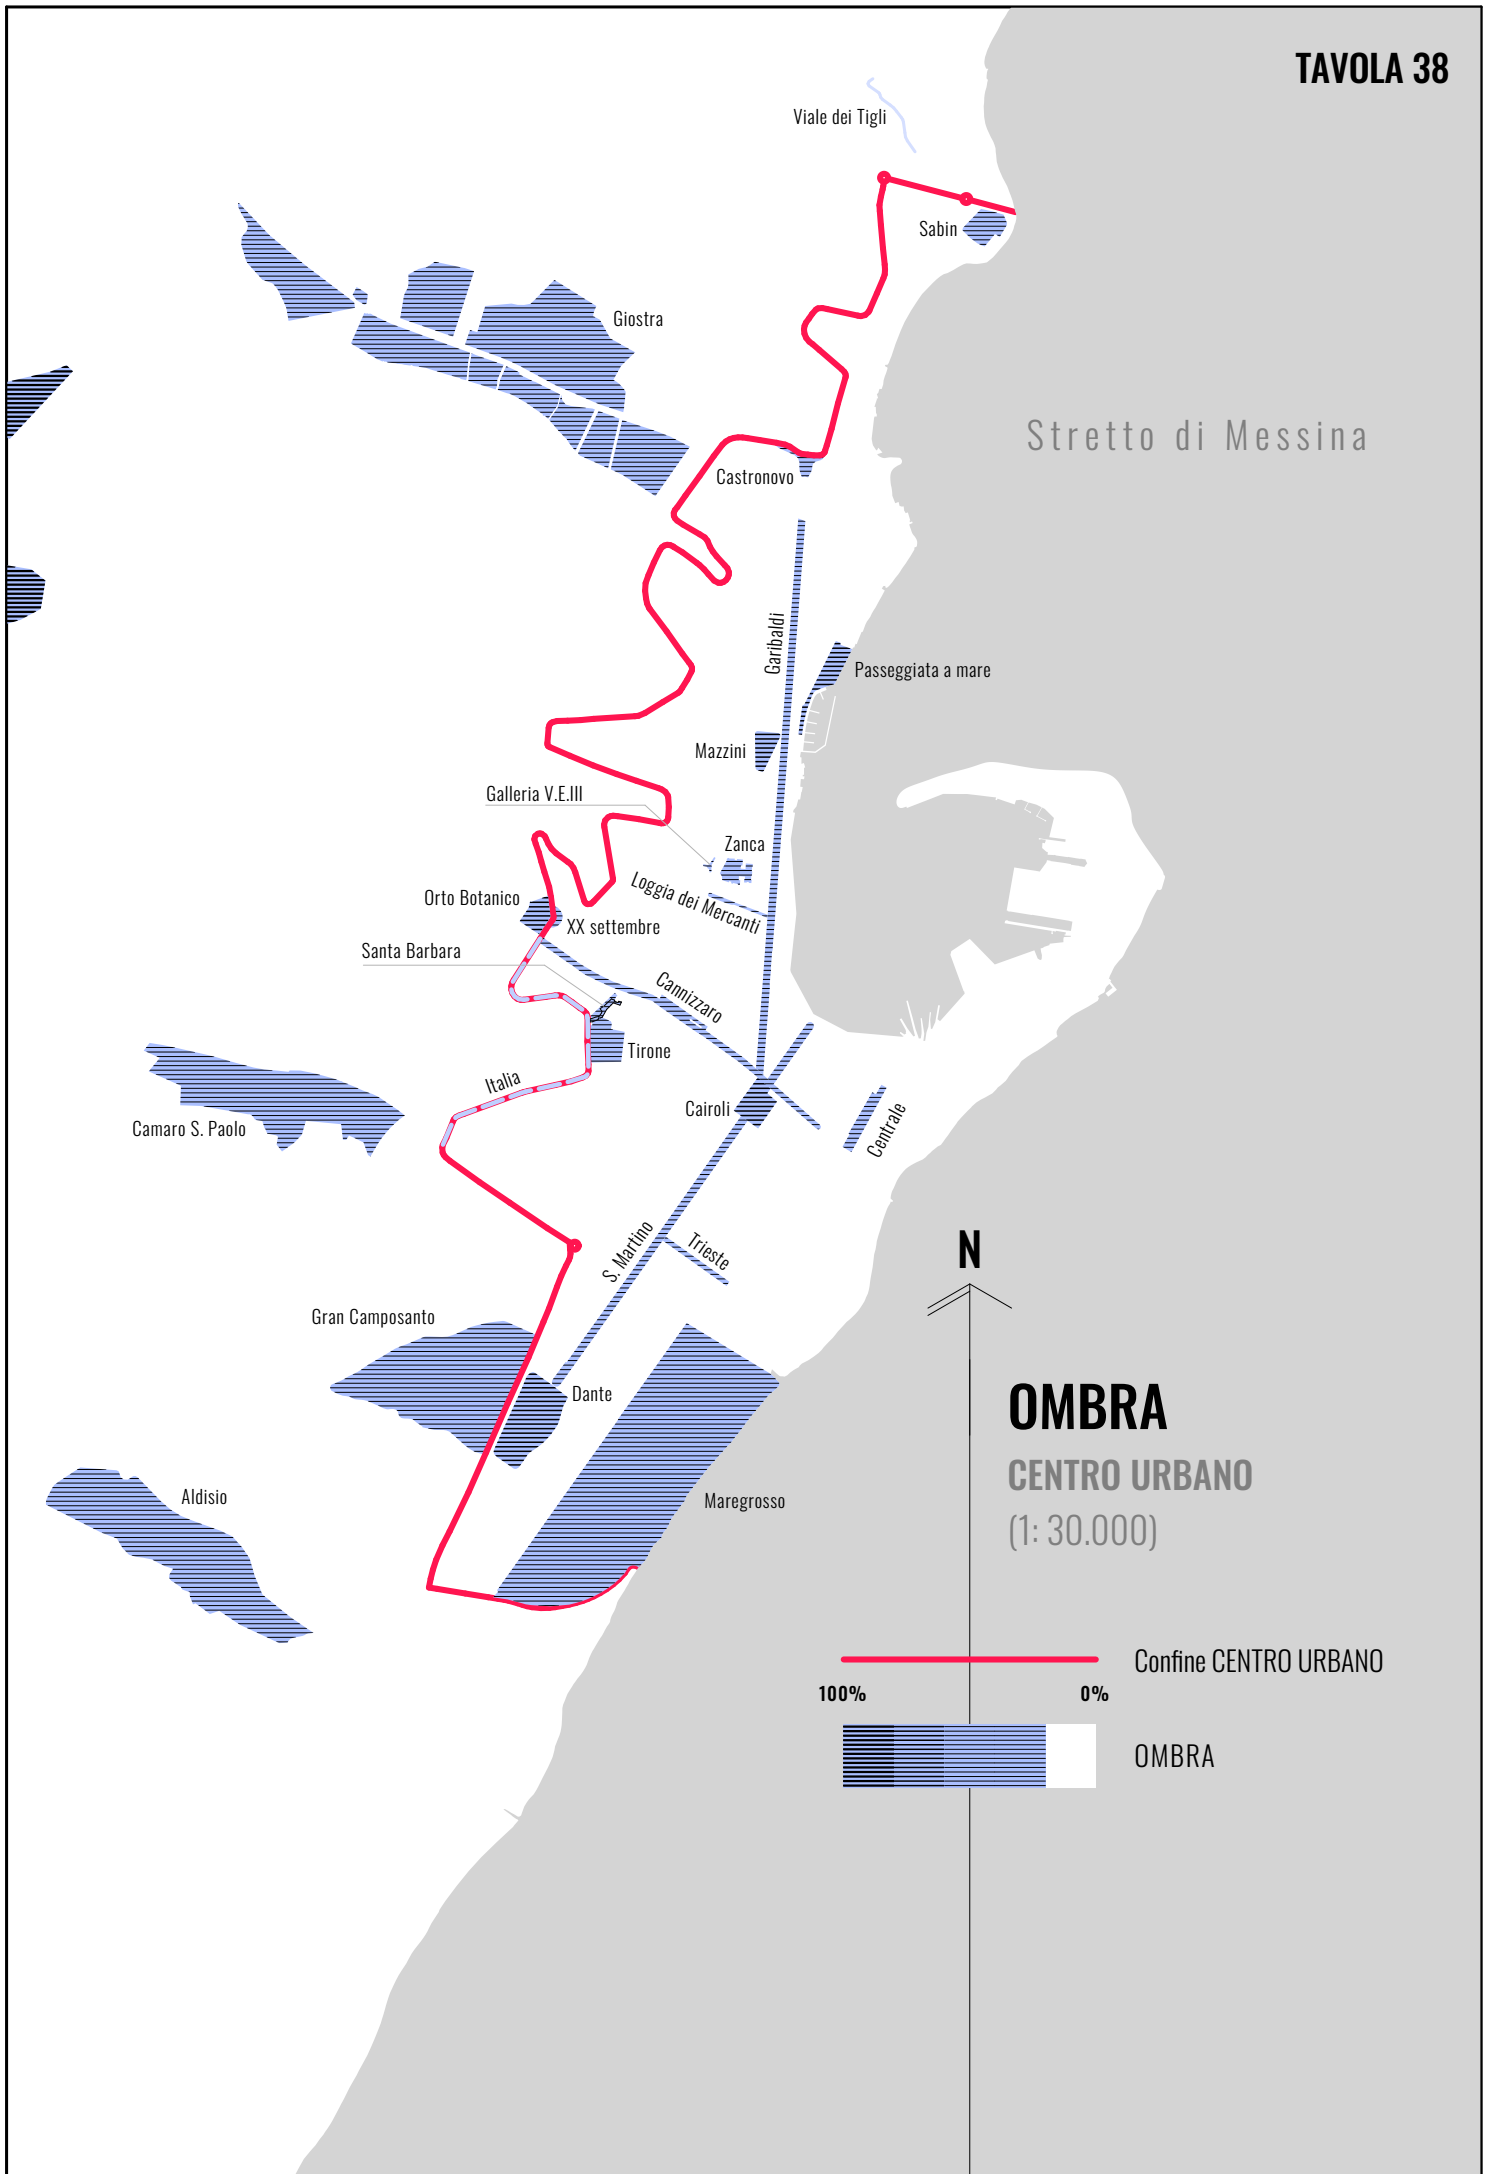 TAVOLA 38
Viale dei Tigli
Sabin
Giostra
Stretto di Messina
Castronovo
Garibaldi
Passeggiata a mare
Mazzini
Galleria V.E.III
Zanca
Loggia dei Mercanti
Orto Botanico
XX settembre
Santa Barbara
Cannizzaro
Tirone
Italia
Cairoli
Centrale
Camaro S. Paolo
S. Martino
Trieste
N
Gran Camposanto
Dante
OMBRA
CENTRO URBANO
(1: 30.000)
Aldisio
Maregrosso
Confine CENTRO URBANO
100%
0%
OMBRA